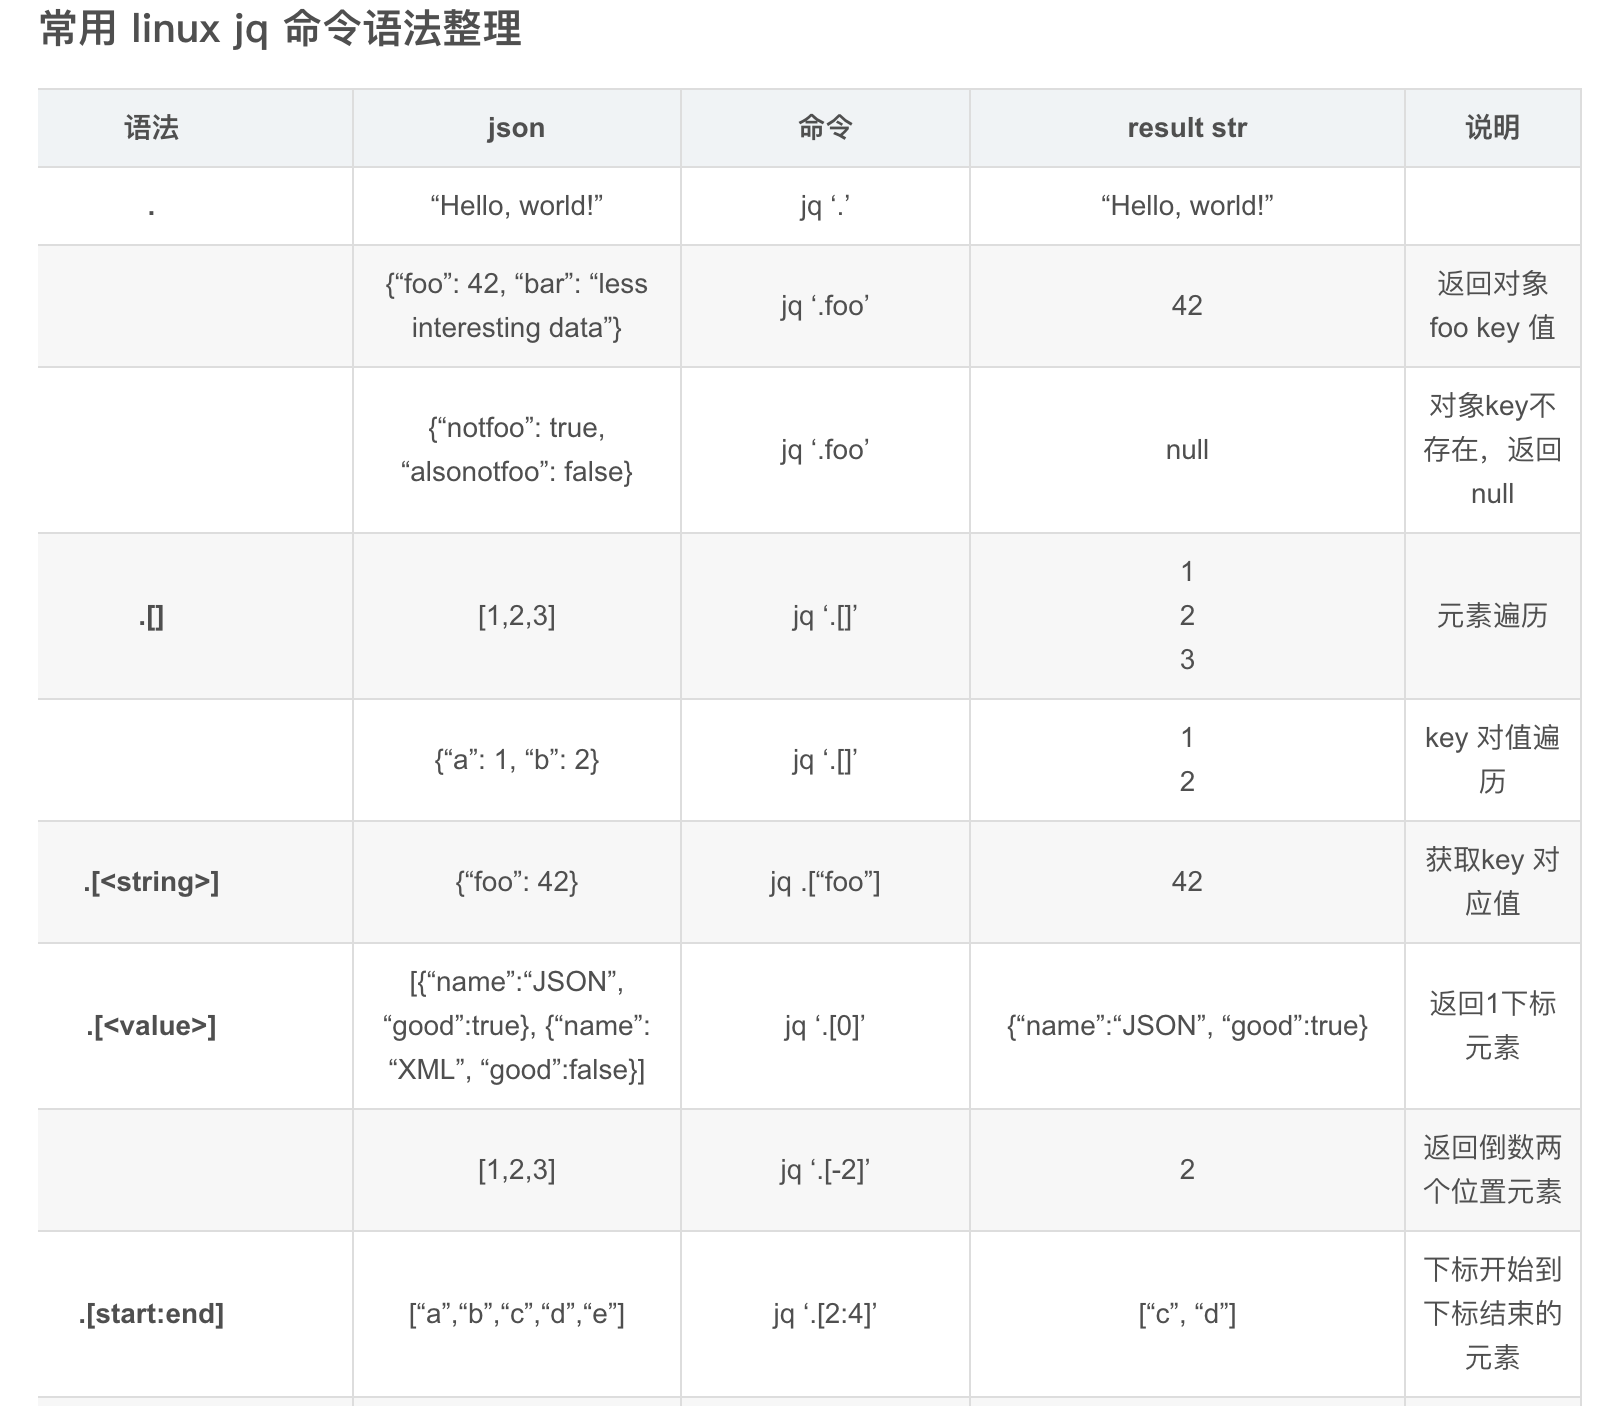 常用 linux jq 命令语法整理
语法 json 命令 result str 说明
. “Hello, world!” jq ‘.’ “Hello, world!”
{“foo”: 42, “bar”: “less
interesting data”}
jq ‘.foo’
42
返回对象
foo key 值
{“notfoo”: true,
“alsonotfoo”: false}
jq ‘.foo’
null
对象key不
存在，返回
null
.[]
[1,2,3]
jq ‘.[]’
1
2
3
元素遍历
{“a”: 1, “b”: 2}
jq ‘.[]’
1
2
key 对值遍
历
.[<string>]
{“foo”: 42}
jq .[“foo”]
42
获取key 对
应值
.[<value>]
[{“name”:“JSON”,
“good”:true}, {“name”:
“XML”, “good”:false}]
jq ‘.[0]’
{“name”:“JSON”, “good”:true}
返回1下标
元素
[1,2,3]
jq ‘.[-2]’
2
返回倒数两
个位置元素
.[start:end]
[“a”,“b”,“c”,“d”,“e”]
jq ‘.[2:4]’
[“c”, “d”]
下标开始到
下标结束的
元素